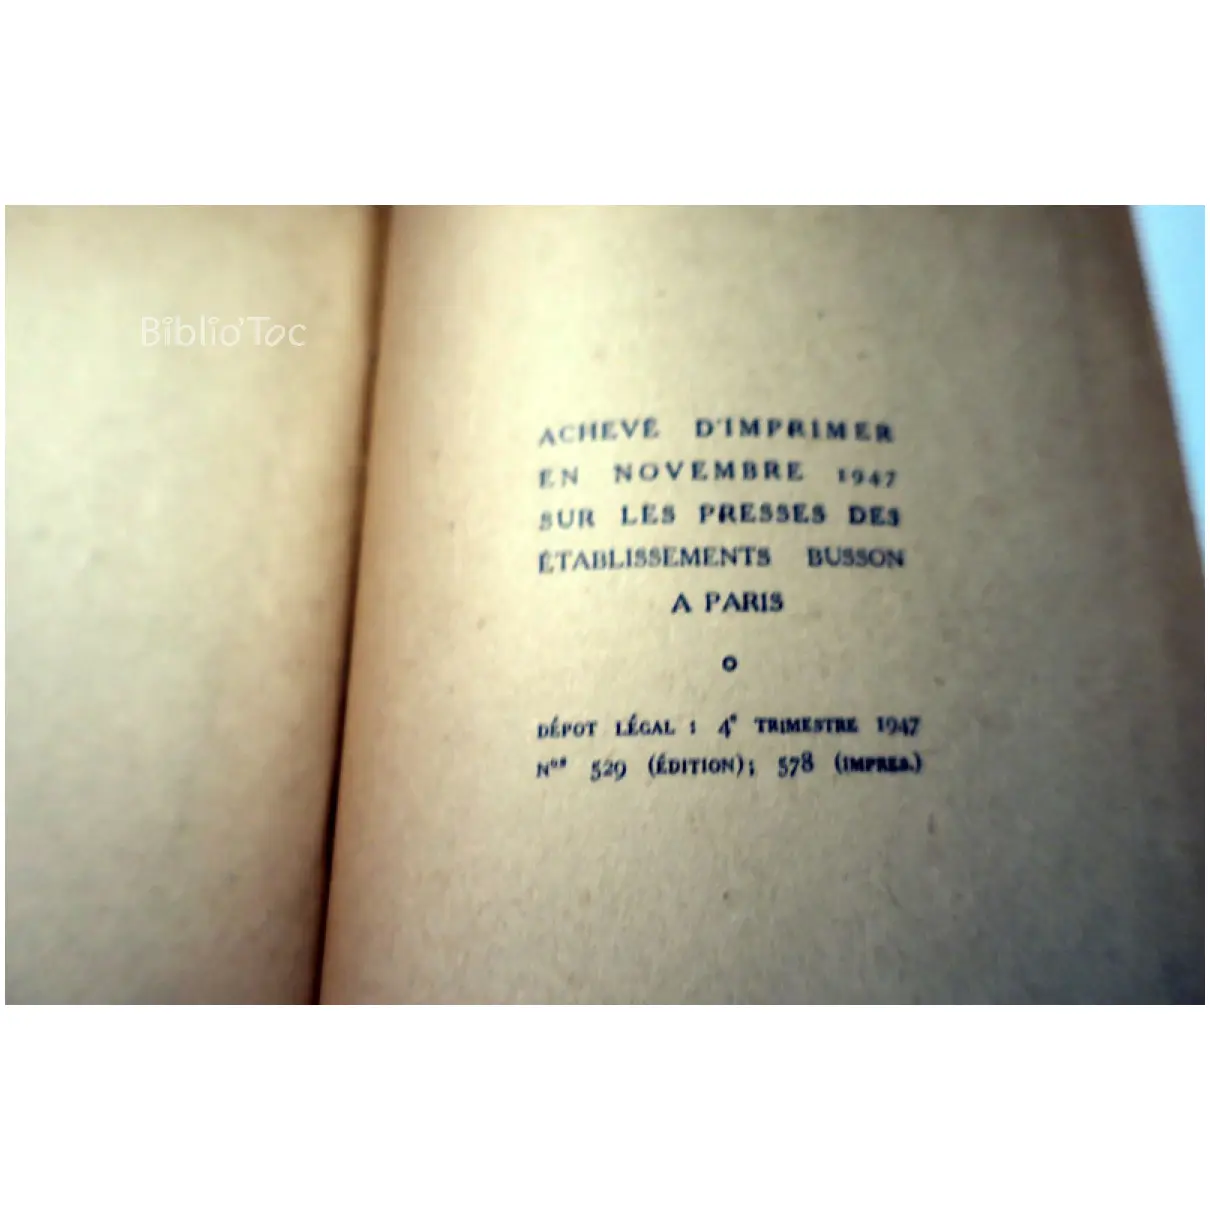 Biblio'Toc
ACHEVÉ D'IMPRIMER
EN NOVEMBRE 1947
SUR LES PRESSES DES
ÉTABLISSEMENTS BUSSON
A PARIS
DÉPOT LÉGAL : 4e TRIMESTRE 1947
Nos 529 (ÉDITION); 578 (IMPRES.)